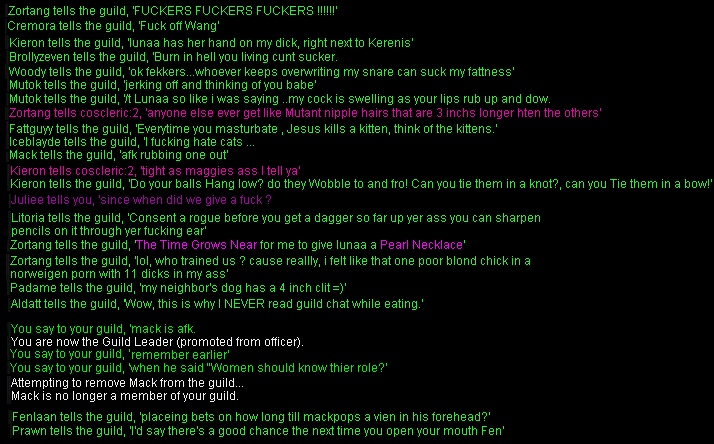 Zortang tells the guild, 'FUCKERS FUCKERS FUCKERS !!!!!!'
Cremora tells the guild, 'Fuck off Wang'
Kieron tells the guild, 'lunaa has her hand on my dick, right next to Kerenis'
Brollyzeven tells the guild, 'Burn in hell you living cunt sucker.
Woody tells the guild, 'ok fekkers...whoever keeps overwriting my snare can suck my fattness'
Mutok tells the guild, 'jerking off and thinking of you babe'
Mutok tells the guild, '/t Lunaa so like i was saying ..my cock is swelling as your lips rub up and dow.
Zortang tells coscleric:2, 'anyone else ever get like Mutant nipple hairs that are 3 inchs longer hten the others'
Fattguyy tells the guild, 'Everytime you masturbate , Jesus kills a kitten, think of the kittens.'
Iceblayde tells the guild, 'I fucking hate cats ...
Mack tells the guild, 'afk rubbing one out'
Kieron tells coscleric:2, 'tight as maggies ass I tell ya'
Kieron tells the guild, 'Do your balls Hang low? do they Wobble to and fro! Can you tie them in a knot?, can you Tie them in a bow!'
Juliee tells you, 'since when did we give a fuck ?
Litoria tells the guild, 'Consent a rogue before you get a dagger so far up yer ass you can sharpen
pencils on it through yer fucking ear'
Zortang tells the guild, 'The TIme Grows Near for me to give lunaa a Pearl Necklace'
Zortang tells the guild, 'lol, who trained us ? cause reallly, i felt like that one poor blond chick in a
norweigen porn with 11 dicks in my ass'
Padame tells the guild, 'my neighbor's dog has a 4 inch clit =)'
Aldatt tells the guild, 'Wow, this is why I NEVER read guild chat while eating.'
You say to your guild, 'mack is afk.
You are now the Guild Leader (promoted from officer).
You say to your guild, 'remember earlier'
You say to your guild, 'when he said "Women should know thier role?'
Attempting to remove Mack from the guild...
Mack is no longer a member of your guild.
Fenlaan tells the guild, 'placeing bets on how long till mackpops a vien in his forehead?'
Prawn tells the guild, 'I'd say there's a good chance the next time you open your mouth Fen'